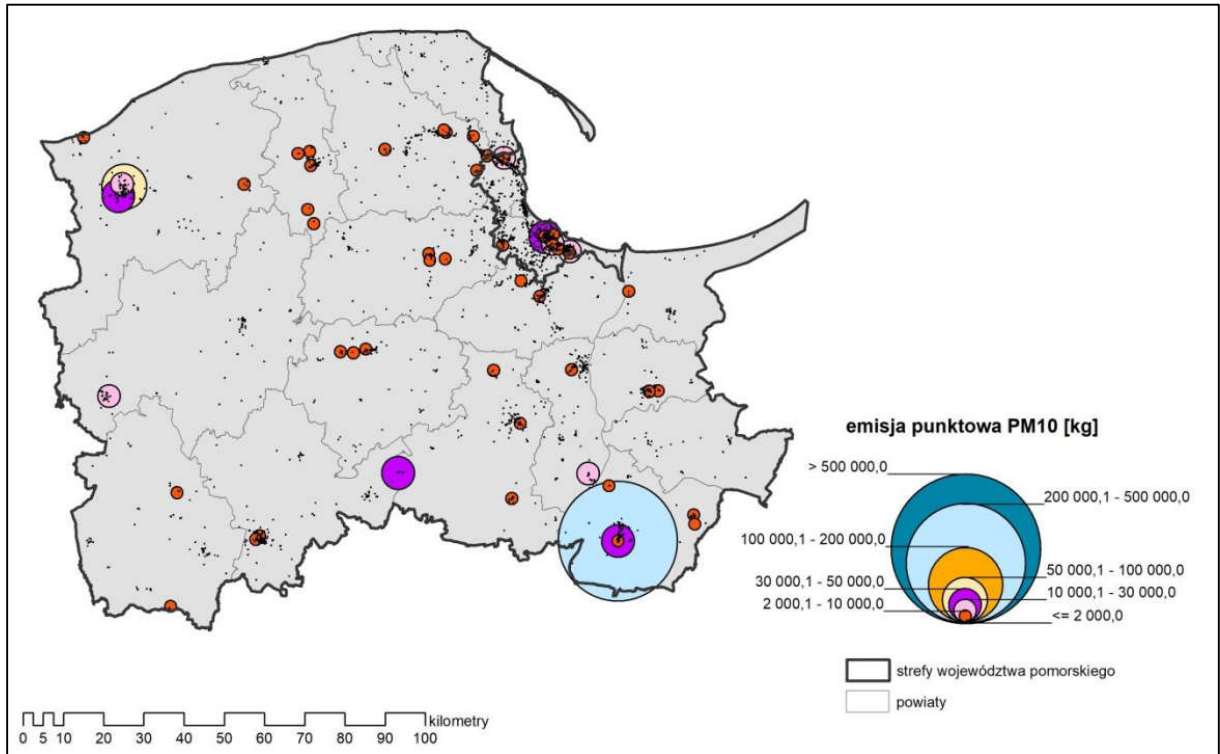 emisja punktowa PM10 [kg]
> 500 000,0
200 000,1 - 500 000,0
100 000,1 - 200 000,0
50 000,1 - 100 000,0
30 000,1 - 50 000,0
10 000,1 - 30 000,0
2 000,1 - 10 000,0
<= 2 000,0
strefy województwa pomorskiego
powiaty
kilometry
0 5 10 20 30 40 50 60 70 80 90 100